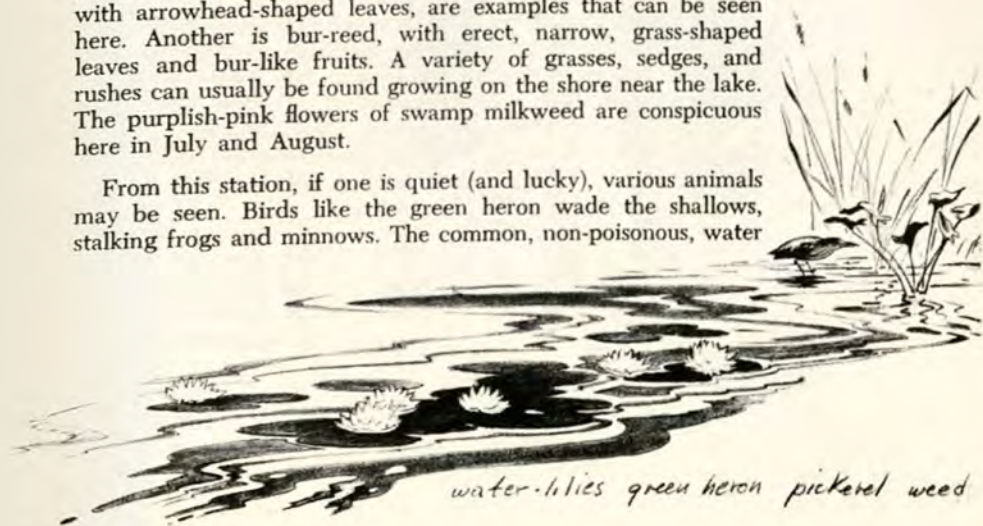 with arrowhead-shaped leaves, are examples that can be seen
here. Another is bur-reed, with erect, narrow, grass-shaped
leaves and bur-like fruits. A variety of grasses, sedges, and
rushes can usually be found growing on the shore near the lake.
The purplish-pink flowers of swamp milkweed are conspicuous
here in July and August.
From this station, if one is quiet (and lucky), various animals
may be seen. Birds like the green heron wade the shallows,
stalking frogs and minnows. The common, non-poisonous, water
water-lilies green heron pickerel weed